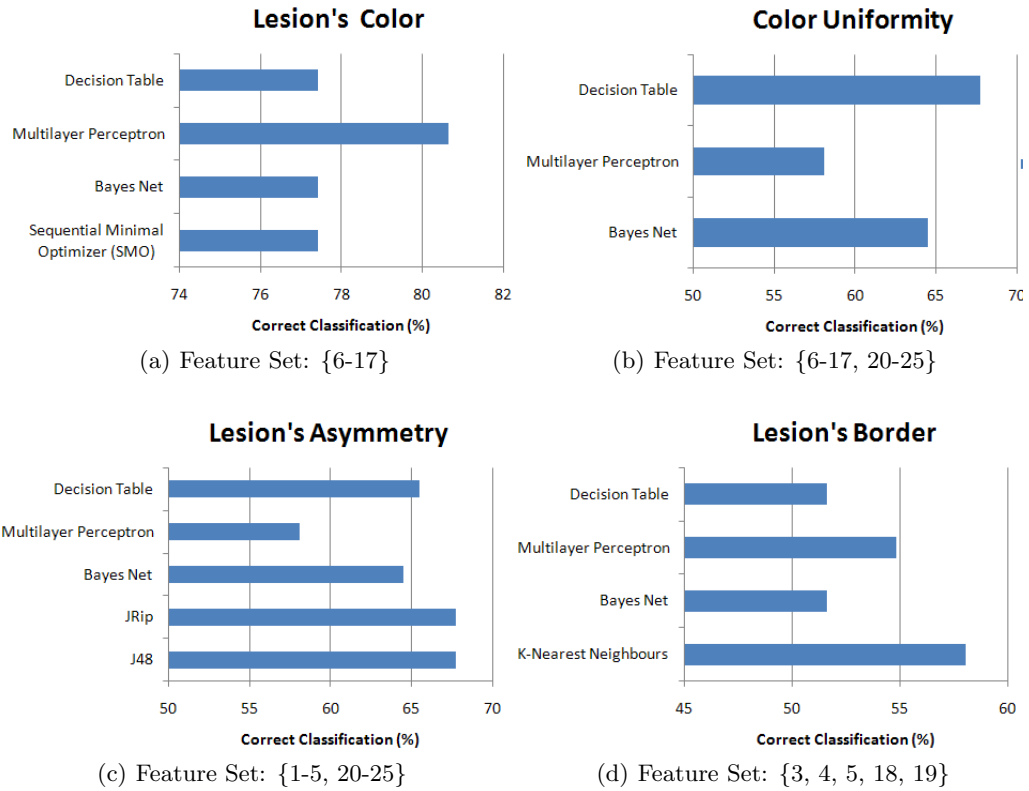 Lesion's Color
Decision Table
Multilayer Perceptron
Bayes Net
Sequential Minimal
Optimizer (SMO)
74 76 78 80 82
Correct Classification (%)
(a) Feature Set: {6-17}
Color Uniformity
Decision Table
Multilayer Perceptron
Bayes Net
50 55 60 65 70
Correct Classification (%)
(b) Feature Set: {6-17, 20-25}
Lesion's Asymmetry
Decision Table
Multilayer Perceptron
Bayes Net
JRip
J48
50 55 60 65 70
Correct Classification (%)
(c) Feature Set: {1-5, 20-25}
Lesion's Border
Decision Table
Multilayer Perceptron
Bayes Net
K-Nearest Neighbours
45 50 55 60
Correct Classification (%)
(d) Feature Set: {3, 4, 5, 18, 19}